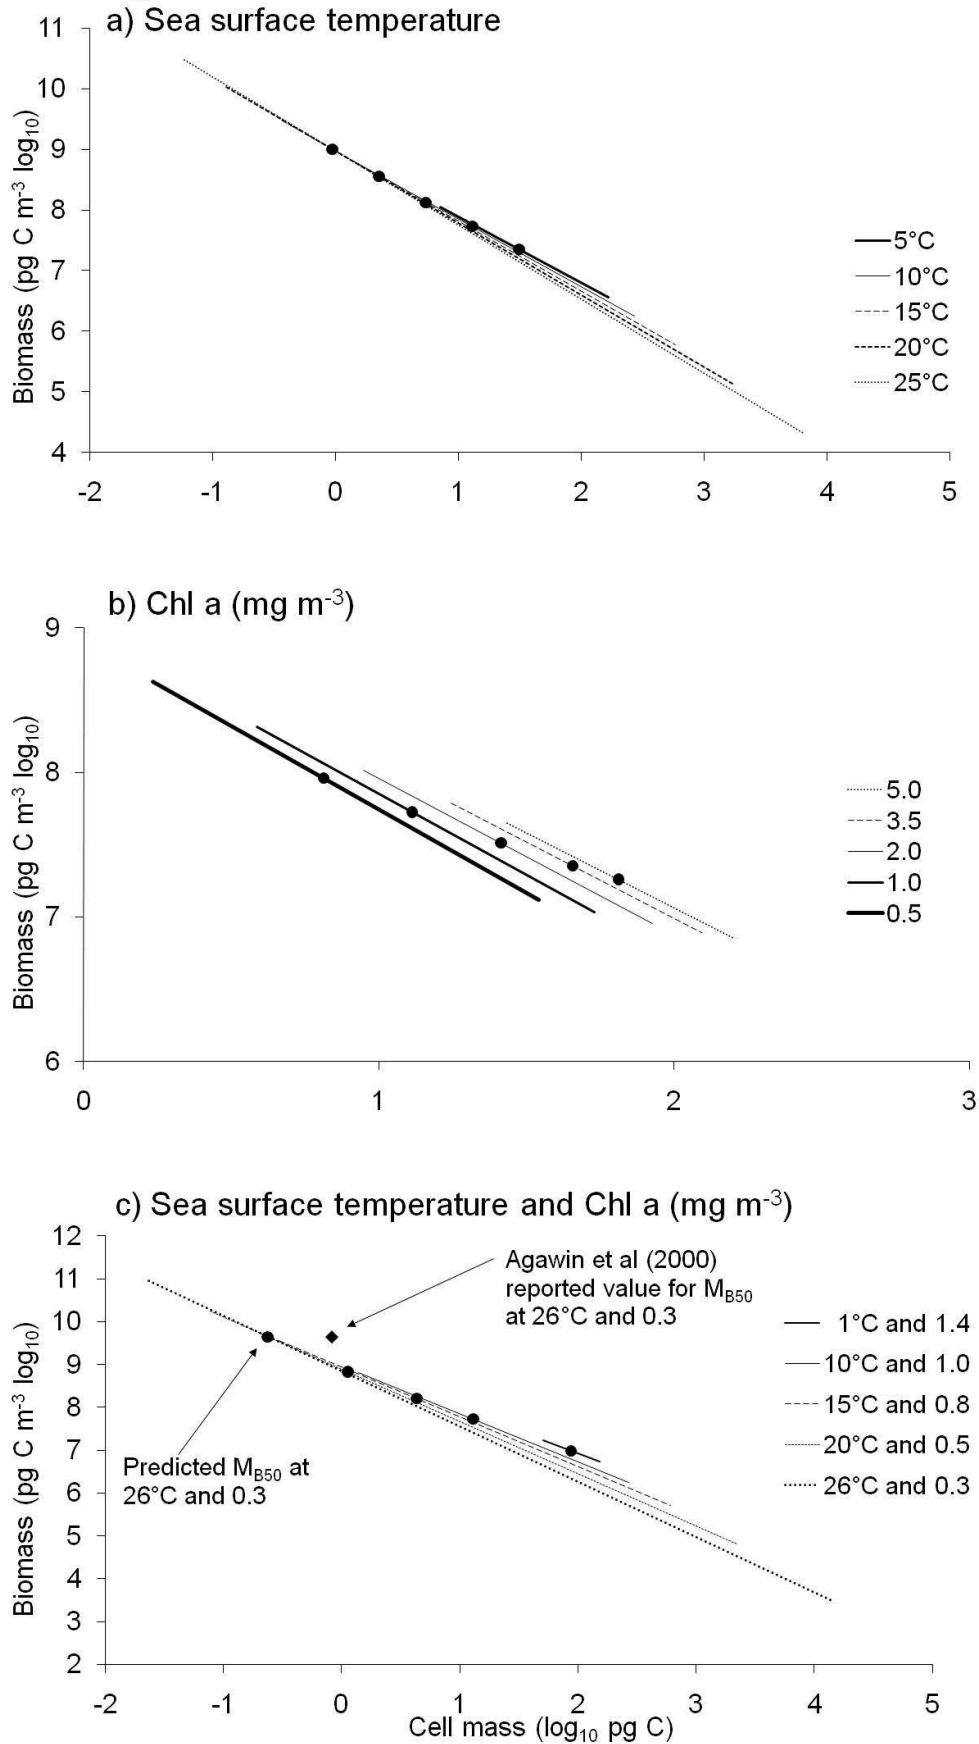 a) Sea surface temperature
11
10
9
8
7
6
5
4
Biomass (pg C m⁻³ log₁₀)
-2 -1 0 1 2 3 4 5
5°C
10°C
15°C
20°C
25°C
b) Chl a (mg m⁻³)
9
8
7
6
Biomass (pg C m⁻³ log₁₀)
0 1 2 3
5.0
3.5
2.0
1.0
0.5
c) Sea surface temperature and Chl a (mg m⁻³)
12
11
10
9
8
7
6
5
4
3
2
Biomass (pg C m⁻³ log₁₀)
Agawin et al (2000)
reported value for M_B50
at 26°C and 0.3
Predicted M_B50 at
26°C and 0.3
1°C and 1.4
10°C and 1.0
15°C and 0.8
20°C and 0.5
26°C and 0.3
-2 -1 0 1 2 3 4 5
Cell mass (log₁₀ pg C)